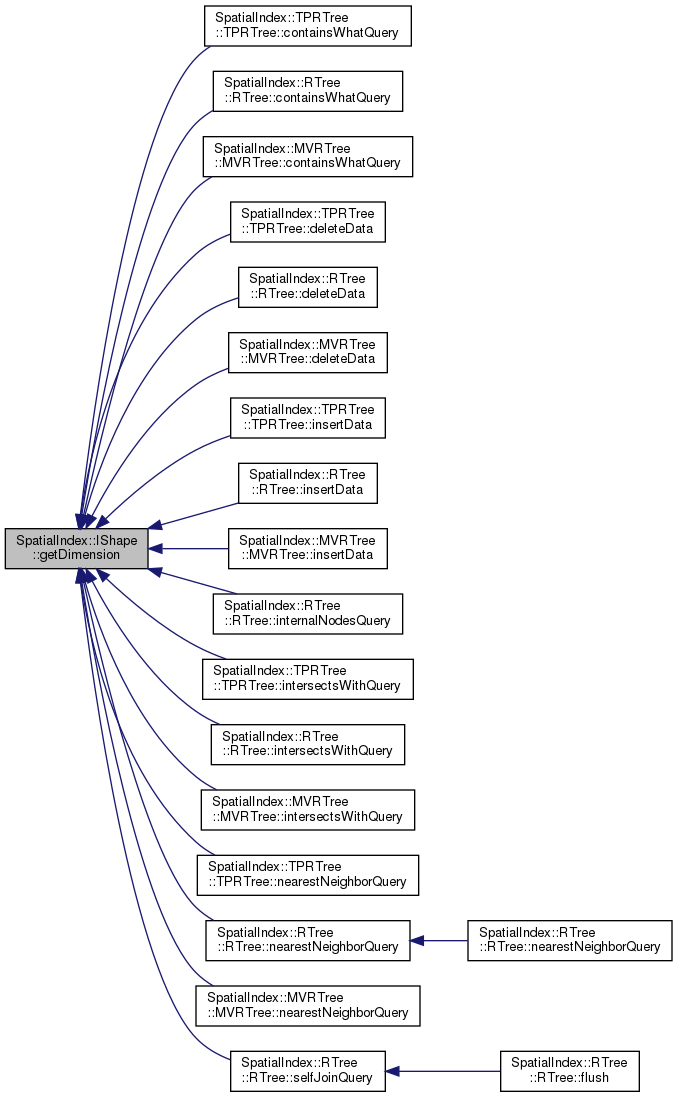 SpatialIndex::TPRTree
::TPRTree::containsWhatQuery
SpatialIndex::RTree
::RTree::containsWhatQuery
SpatialIndex::MVRTree
::MVRTree::containsWhatQuery
SpatialIndex::TPRTree
::TPRTree::deleteData
SpatialIndex::RTree
::RTree::deleteData
SpatialIndex::MVRTree
::MVRTree::deleteData
SpatialIndex::TPRTree
::TPRTree::insertData
SpatialIndex::RTree
::RTree::insertData
SpatialIndex::IShape
::getDimension
SpatialIndex::MVRTree
::MVRTree::insertData
SpatialIndex::RTree
::RTree::internalNodesQuery
SpatialIndex::TPRTree
::TPRTree::intersectsWithQuery
SpatialIndex::RTree
::RTree::intersectsWithQuery
SpatialIndex::MVRTree
::MVRTree::intersectsWithQuery
SpatialIndex::TPRTree
::TPRTree::nearestNeighborQuery
SpatialIndex::RTree
::RTree::nearestNeighborQuery
SpatialIndex::RTree
::RTree::nearestNeighborQuery
SpatialIndex::MVRTree
::MVRTree::nearestNeighborQuery
SpatialIndex::RTree
::RTree::selfJoinQuery
SpatialIndex::RTree
::RTree::flush